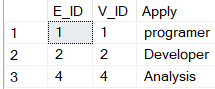 E_ID V_ID Apply
1 1 1 programer
2 2 2 Developer
3 4 4 Analysis